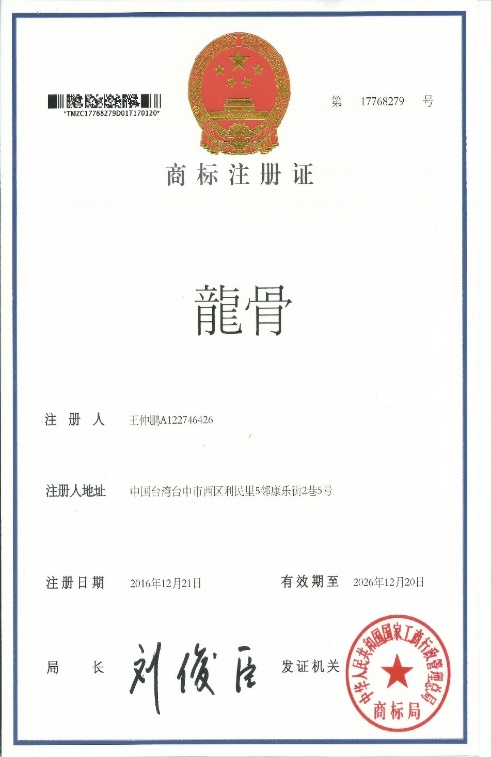 第 17768279 号
*TMZC17768279D01T170120*
商标注册证
龍骨
注册人 王仲鹏A122746426
注册人地址 中国台湾台中市西区利民里5邻康乐街2巷5号
注册日期 2016年12月21日 有效期至 2026年12月20日
局长 刘俊臣 发证机关
中华人民共和国国家工商行政管理总局
商标局